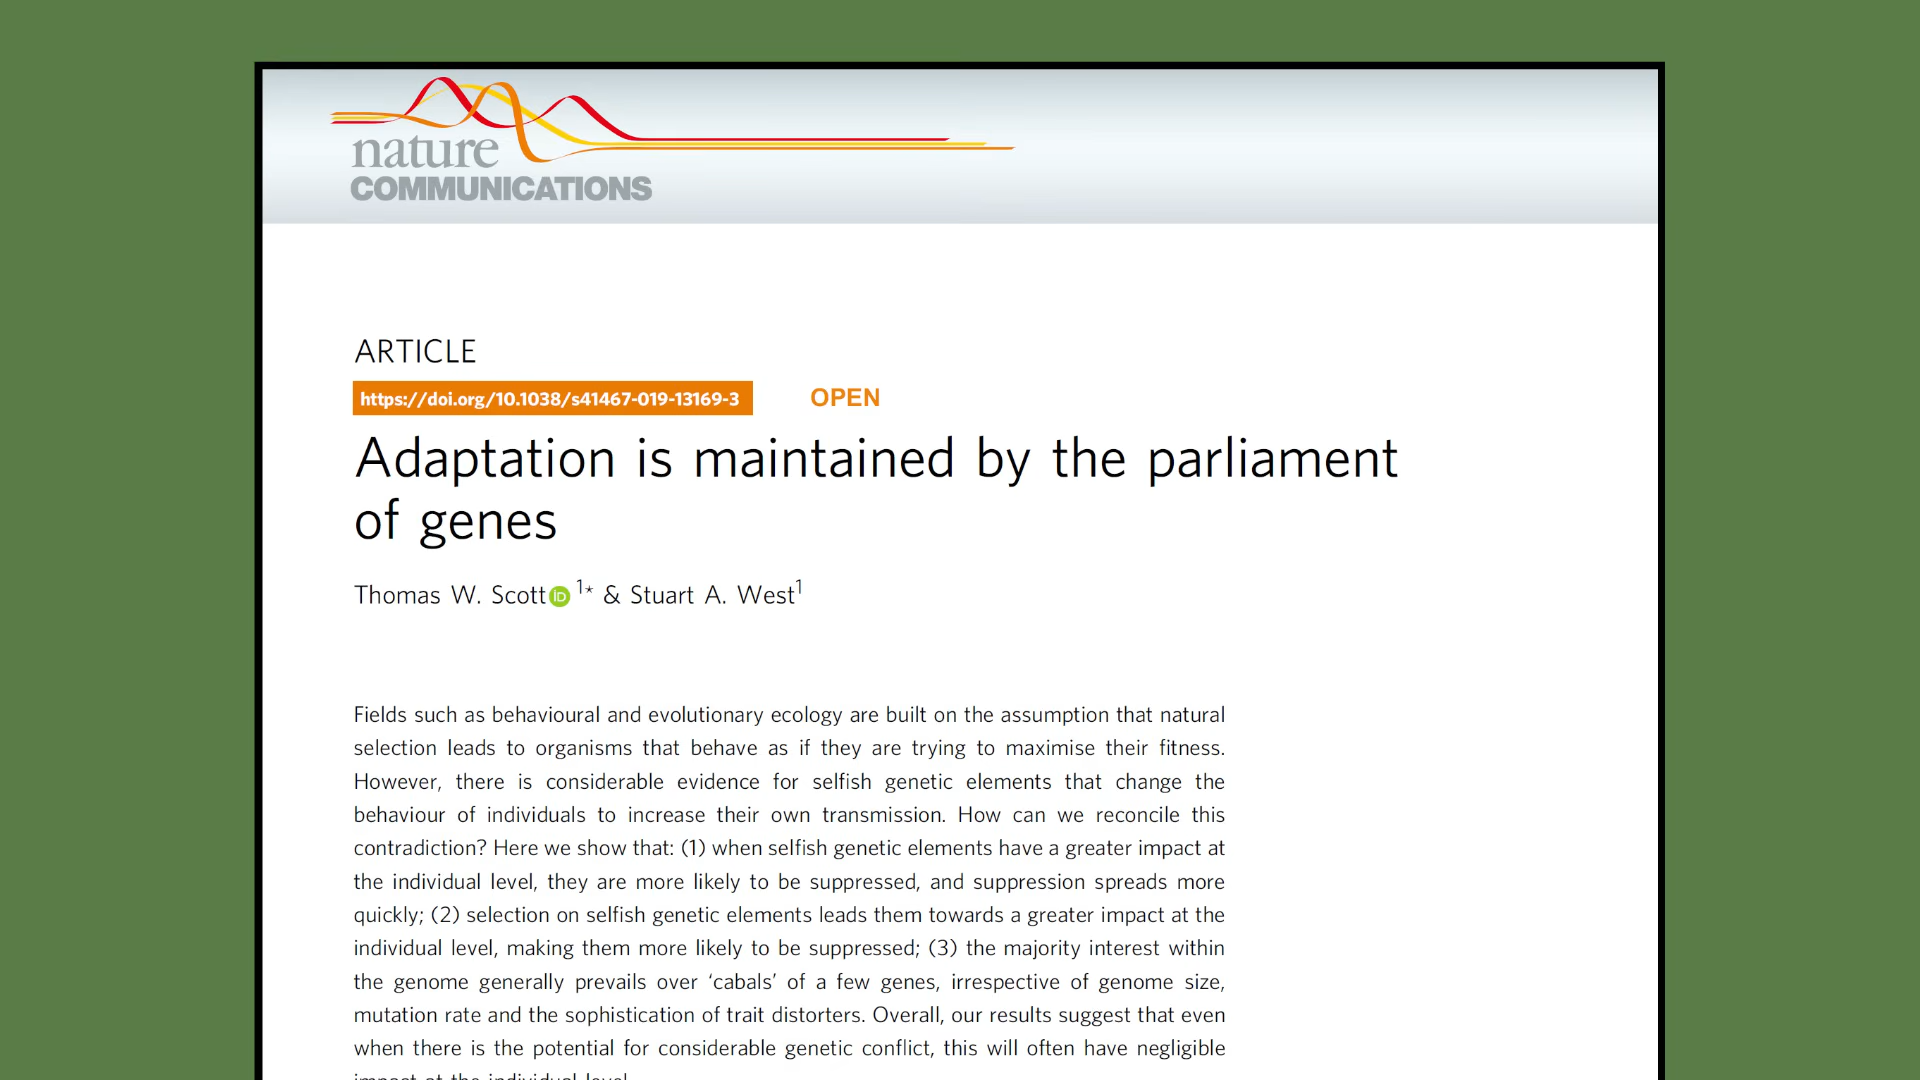 nature
COMMUNICATIONS
ARTICLE
https://doi.org/10.1038/s41467-019-13169-3 OPEN
Adaptation is maintained by the parliament
of genes
Thomas W. Scott iD 1* & Stuart A. West1
Fields such as behavioural and evolutionary ecology are built on the assumption that natural
selection leads to organisms that behave as if they are trying to maximise their fitness.
However, there is considerable evidence for selfish genetic elements that change the
behaviour of individuals to increase their own transmission. How can we reconcile this
contradiction? Here we show that: (1) when selfish genetic elements have a greater impact at
the individual level, they are more likely to be suppressed, and suppression spreads more
quickly; (2) selection on selfish genetic elements leads them towards a greater impact at the
individual level, making them more likely to be suppressed; (3) the majority interest within
the genome generally prevails over ‘cabals’ of a few genes, irrespective of genome size,
mutation rate and the sophistication of trait distorters. Overall, our results suggest that even
when there is the potential for considerable genetic conflict, this will often have negligible
impact at the individual level.